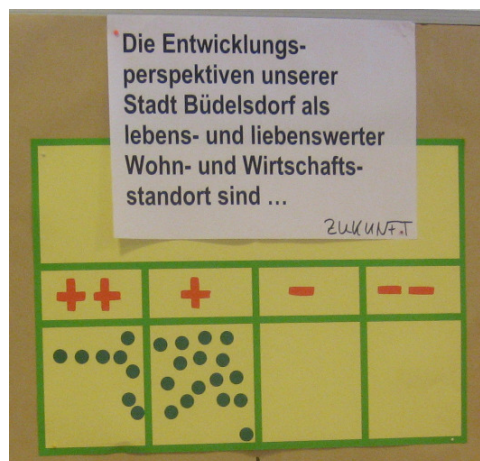 Die Entwicklungs-
perspektiven unserer
Stadt Büdelsdorf als
lebens- und liebenswerter
Wohn- und Wirtschafts-
standort sind ...
ZUKUNFT
++ + - --